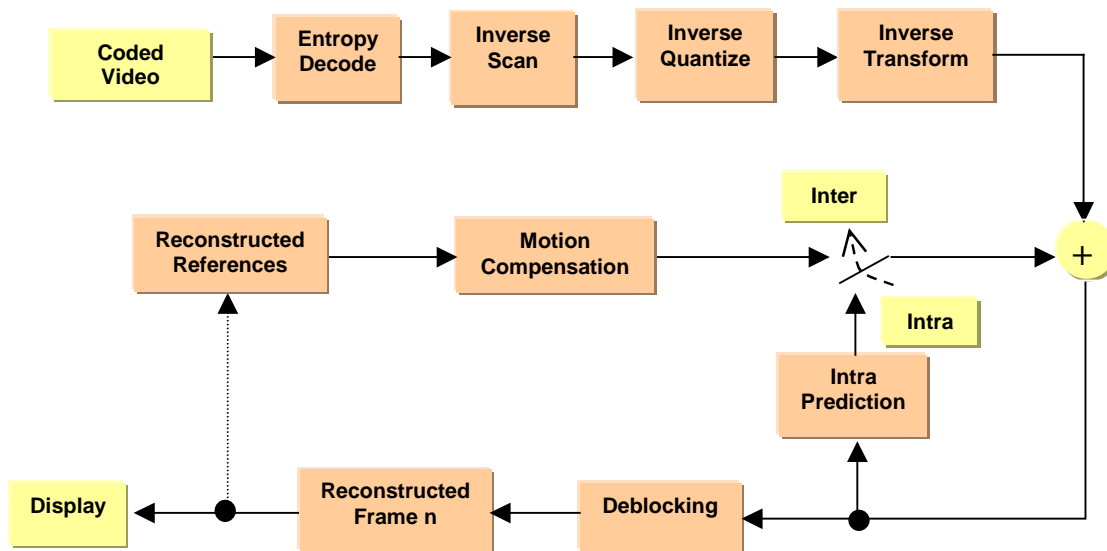 Coded
Video
Entropy
Decode
Inverse
Scan
Inverse
Quantize
Inverse
Transform
Inter
Reconstructed
References
Motion
Compensation
+
Intra
Intra
Prediction
Display
Reconstructed
Frame n
Deblocking